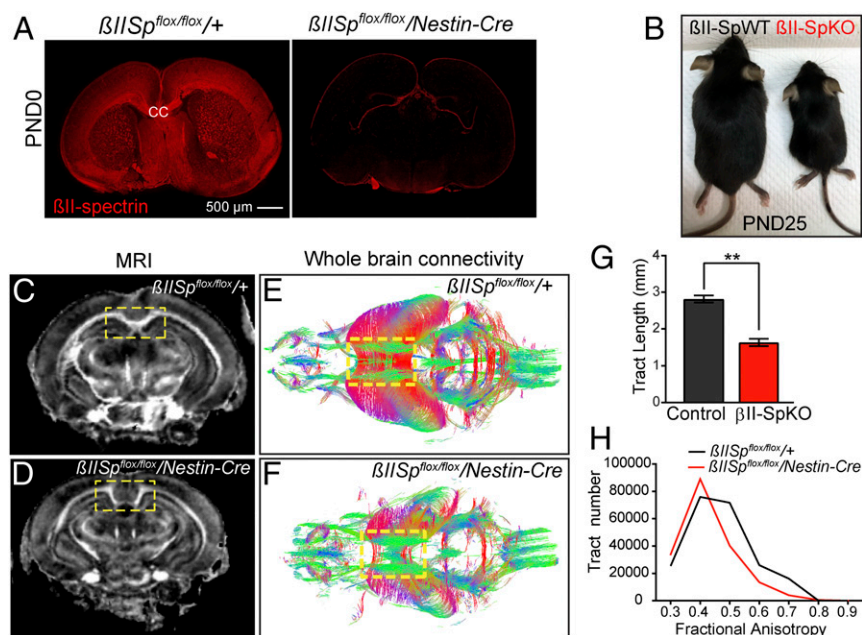 A
ßIISp^flox/flox/+
ßIISp^flox/flox/Nestin-Cre
PND0
CC
ßII-spectrin
500 µm
B
ßII-SpWT ßII-SpKO
PND25
MRI
Whole brain connectivity
C
ßIISp^flox/flox/+
E
ßIISp^flox/flox/+
D
ßIISp^flox/flox/Nestin-Cre
F
ßIISp^flox/flox/Nestin-Cre
G
**
Tract Length (mm)
4
3
2
1
0
Control
βII-SpKO
H
ßIISp^flox/flox/+
ßIISp^flox/flox/Nestin-Cre
Tract number
100000
80000
60000
40000
20000
0
0.3 0.4 0.5 0.6 0.7 0.8 0.9
Fractional Anisotropy